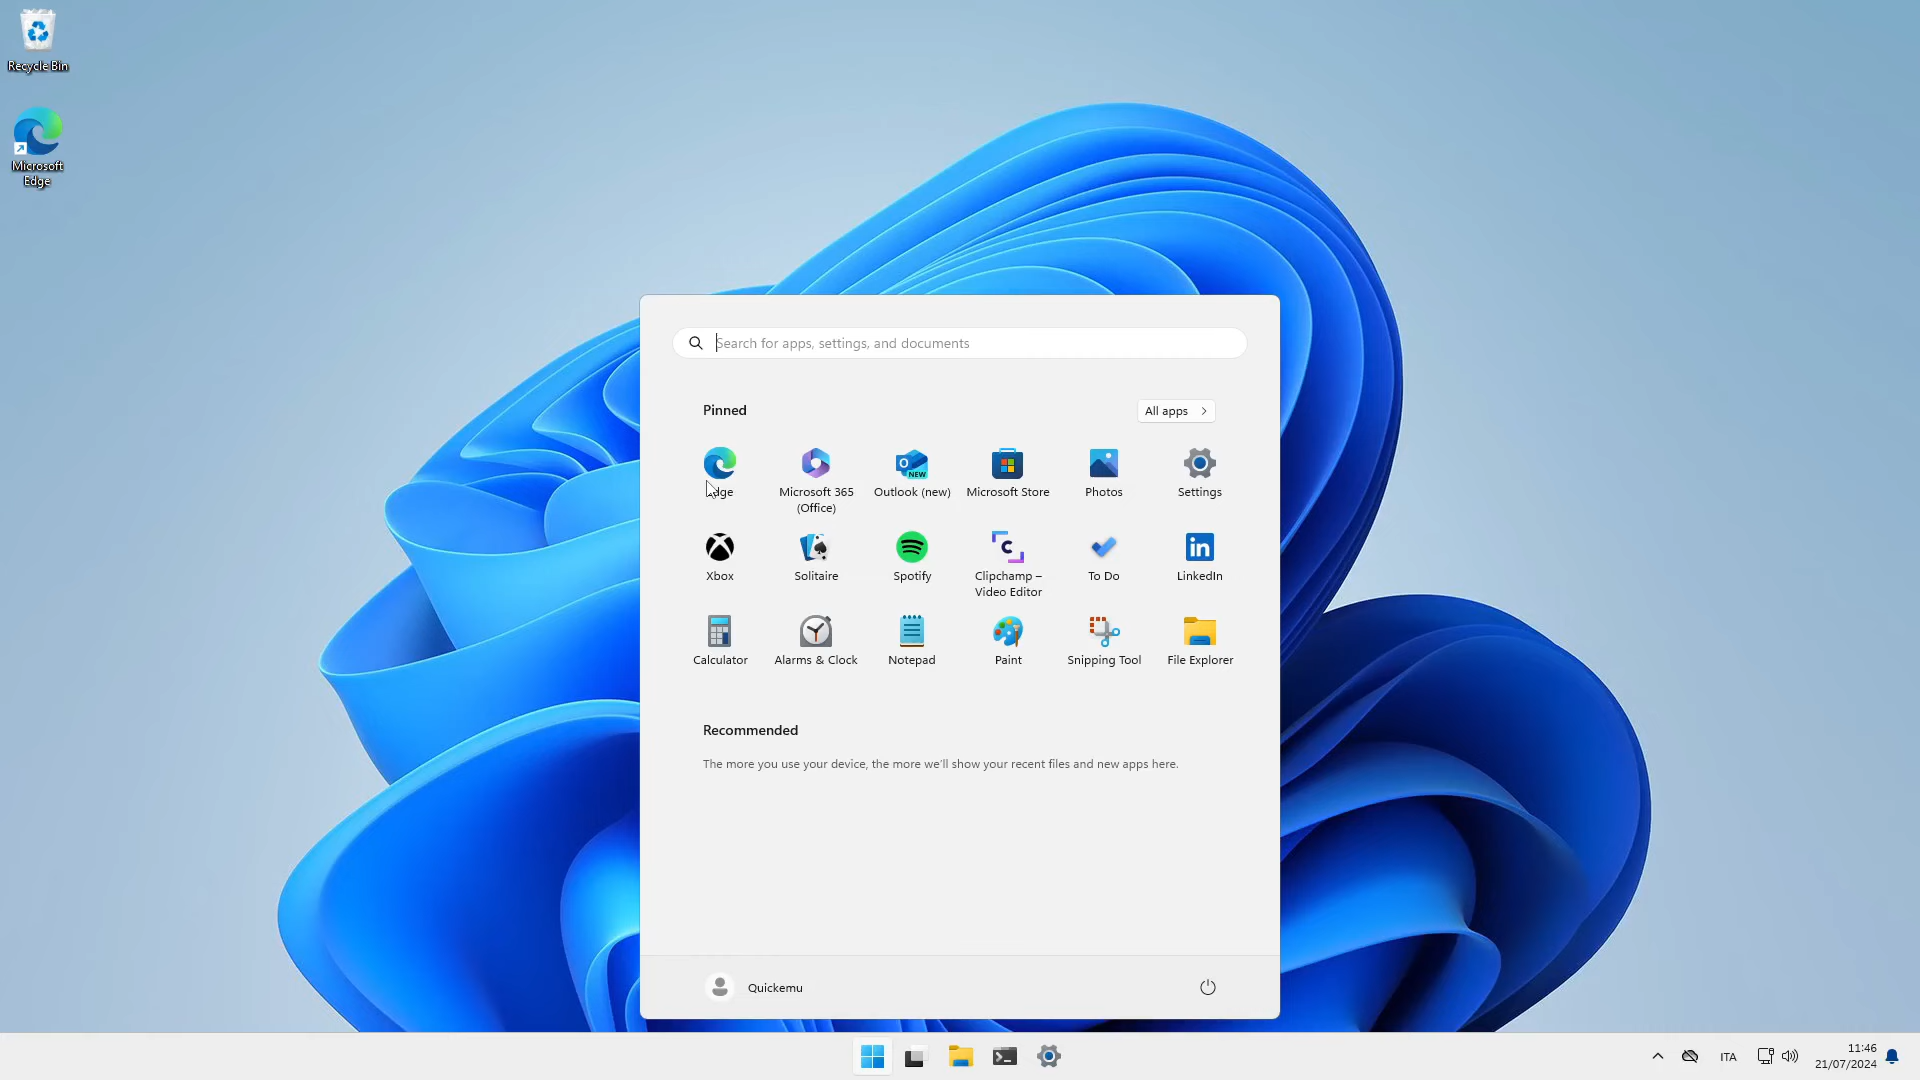 Recycle Bin
Microsoft
Edge
Search for apps, settings, and documents
Pinned
All apps
Edge
Microsoft 365
(Office)
Outlook (new)
Microsoft Store
Photos
Settings
Xbox
Solitaire
Spotify
Clipchamp –
Video Editor
To Do
LinkedIn
Calculator
Alarms & Clock
Notepad
Paint
Snipping Tool
File Explorer
Recommended
The more you use your device, the more we’ll show your recent files and new apps here.
Quickemu
ITA
11:46
21/07/2024